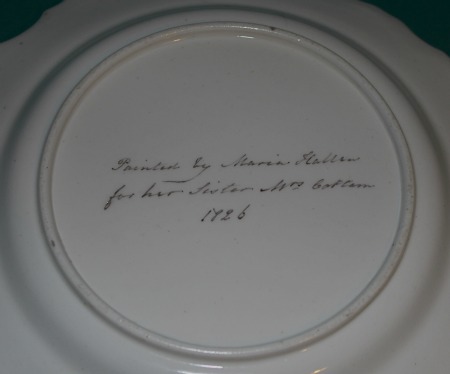 Painted by Maria Hallen
for her Sister Mrs Cottam
1826